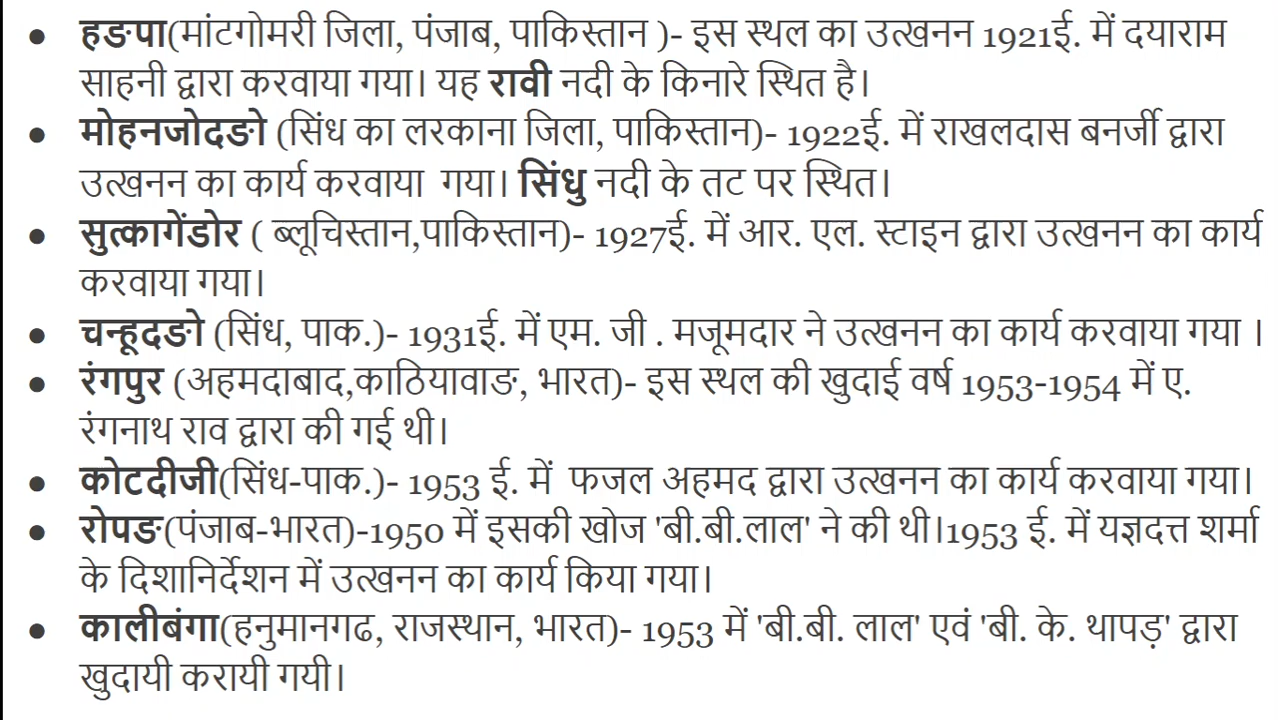 ● हङपा(मांटगोमरी जिला, पंजाब, पाकिस्तान )- इस स्थल का उत्खनन 1921ई. में दयाराम
साहनी द्वारा करवाया गया। यह रावी नदी के किनारे स्थित है।
● मोहनजोदङो (सिंध का लरकाना जिला, पाकिस्तान)- 1922ई. में राखलदास बनर्जी द्वारा
उत्खनन का कार्य करवाया गया। सिंधु नदी के तट पर स्थित।
● सुत्कागेंडोर ( ब्लूचिस्तान,पाकिस्तान)- 1927ई. में आर. एल. स्टाइन द्वारा उत्खनन का कार्य
करवाया गया।
● चन्हूदङो (सिंध, पाक.)- 1931ई. में एम. जी . मजूमदार ने उत्खनन का कार्य करवाया गया ।
● रंगपुर (अहमदाबाद,काठियावाङ, भारत)- इस स्थल की खुदाई वर्ष 1953-1954 में ए.
रंगनाथ राव द्वारा की गई थी।
● कोटदीजी(सिंध-पाक.)- 1953 ई. में फजल अहमद द्वारा उत्खनन का कार्य करवाया गया।
● रोपङ(पंजाब-भारत)-1950 में इसकी खोज 'बी.बी.लाल' ने की थी।1953 ई. में यज्ञदत्त शर्मा
के दिशानिर्देशन में उत्खनन का कार्य किया गया।
● कालीबंगा(हनुमानगढ, राजस्थान, भारत)- 1953 में 'बी.बी. लाल' एवं 'बी. के. थापड़' द्वारा
खुदायी करायी गयी।